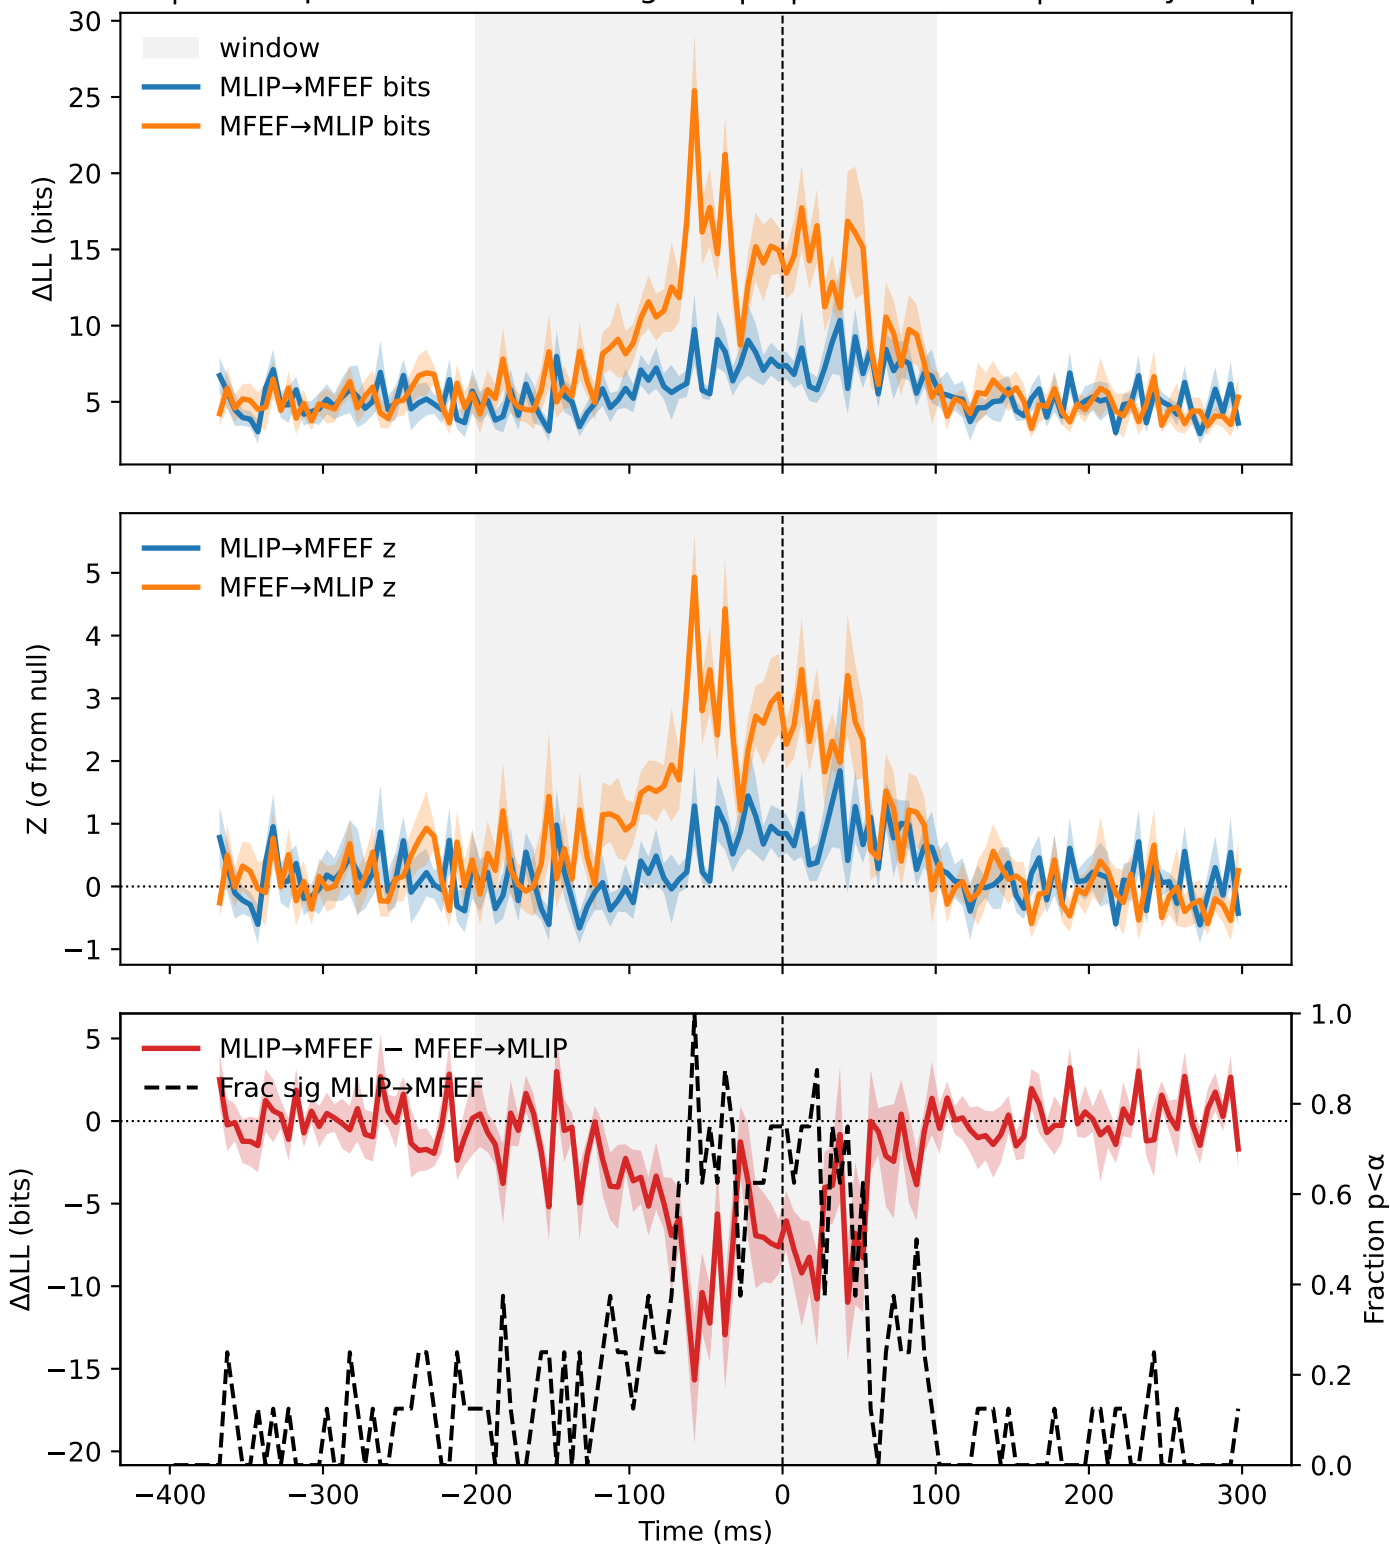 30
25
20
15
10
5
ΔLL (bits)
window
MLIP→MFEF bits
MFEF→MLIP bits
5
4
3
2
1
0
−1
Z (σ from null)
MLIP→MFEF z
MFEF→MLIP z
5
0
−5
−10
−15
−20
ΔΔLL (bits)
MLIP→MFEF − MFEF→MLIP
Frac sig MLIP→MFEF
1.0
0.8
0.6
0.4
0.2
0.0
Fraction p<α
−400 −300 −200 −100 0 100 200 300
Time (ms)